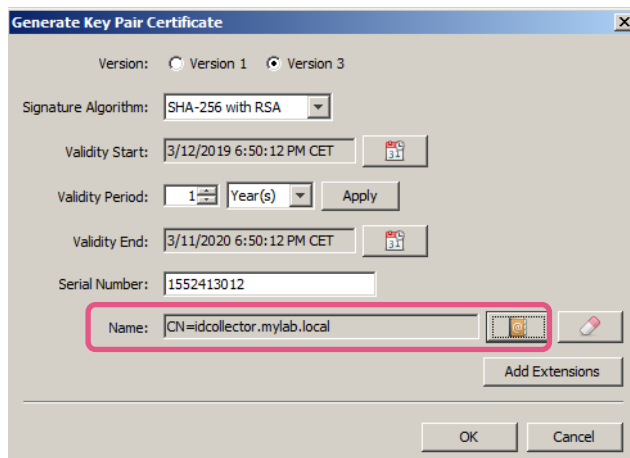 Generate Key Pair Certificate
Version: Version 1 Version 3
Signature Algorithm: SHA-256 with RSA
Validity Start: 3/12/2019 6:50:12 PM CET
Validity Period: 1 Year(s) Apply
Validity End: 3/11/2020 6:50:12 PM CET
Serial Number: 1552413012
Name: CN=idcollector.mylab.local
Add Extensions
OK Cancel